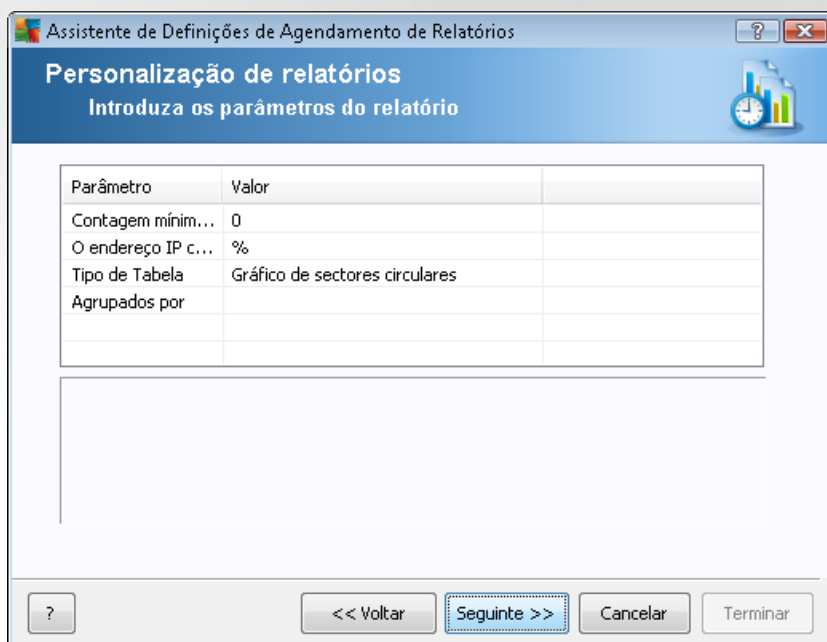 Assistente de Definições de Agendamento de Relatórios
Personalização de relatórios
Introduza os parâmetros do relatório
Parâmetro Valor
Contagem mínim... 0
O endereço IP c... %
Tipo de Tabela Gráfico de sectores circulares
Agrupados por
? << Voltar Seguinte >> Cancelar Terminar